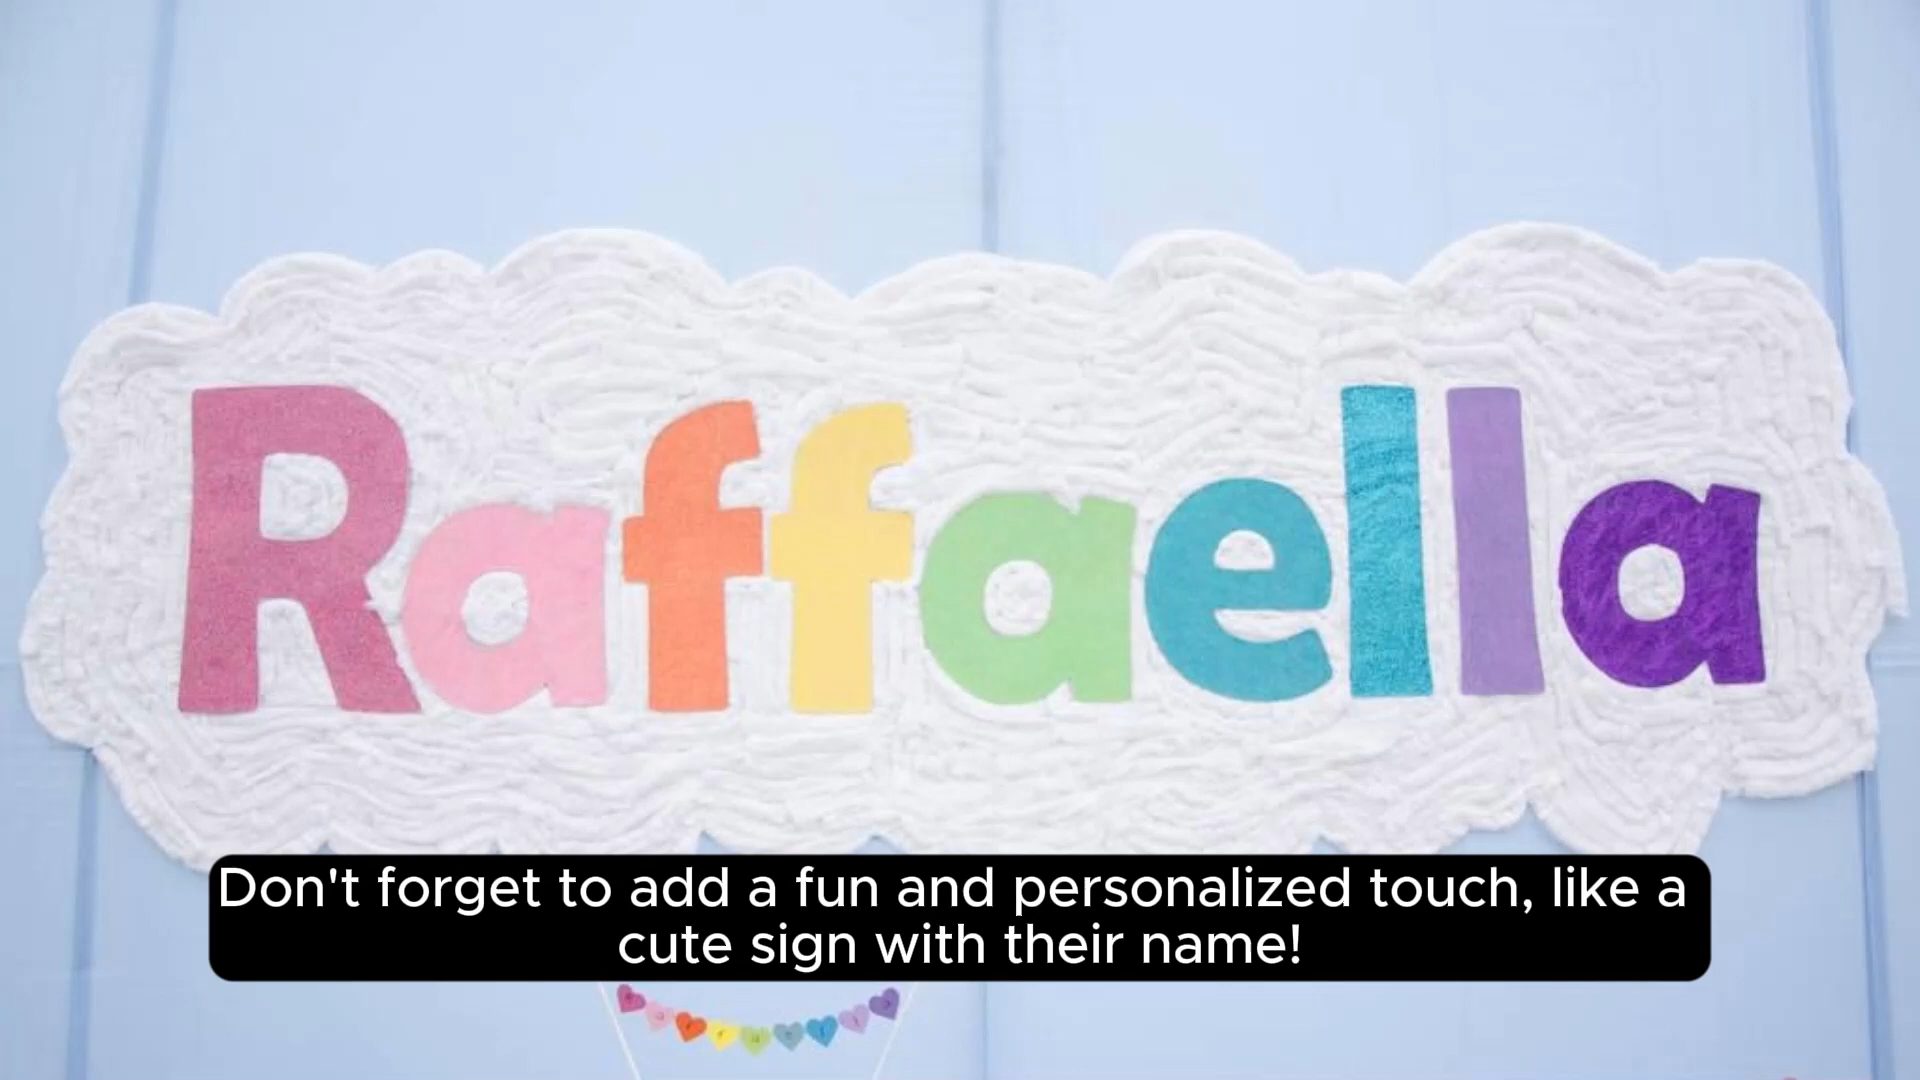 Raffaella
Don't forget to add a fun and personalized touch, like a
cute sign with their name!